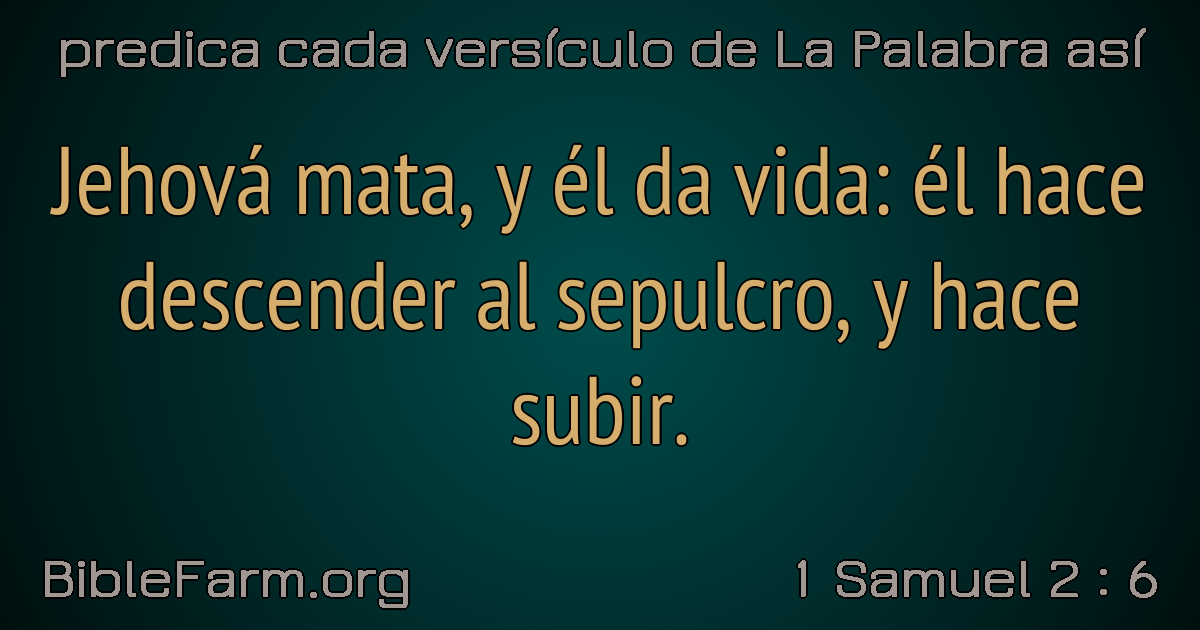 predica cada versículo de La Palabra así
Jehová mata, y él da vida: él hace
descender al sepulcro, y hace
subir.
BibleFarm.org
1 Samuel 2 : 6